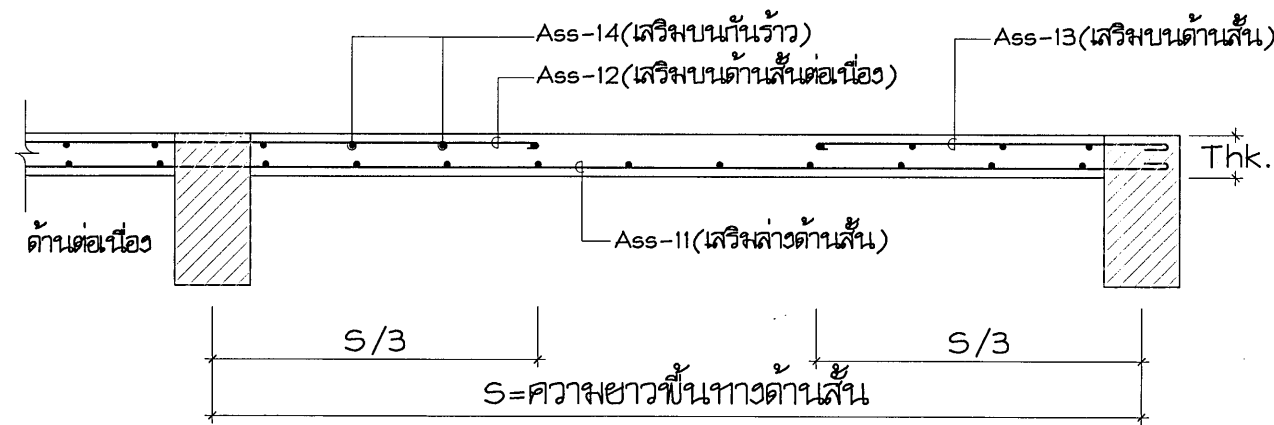 Ass-14(เสริมบนกันร้าว)
Ass-13(เสริมบนด้านสั้น)
Ass-12(เสริมบนด้านสั้นต่อเนื่อง)
Thk.
ด้านต่อเนื่อง
Ass-11(เสริมล่างด้านสั้น)
S/3
S/3
S=ความยาวพื้นทางด้านสั้น